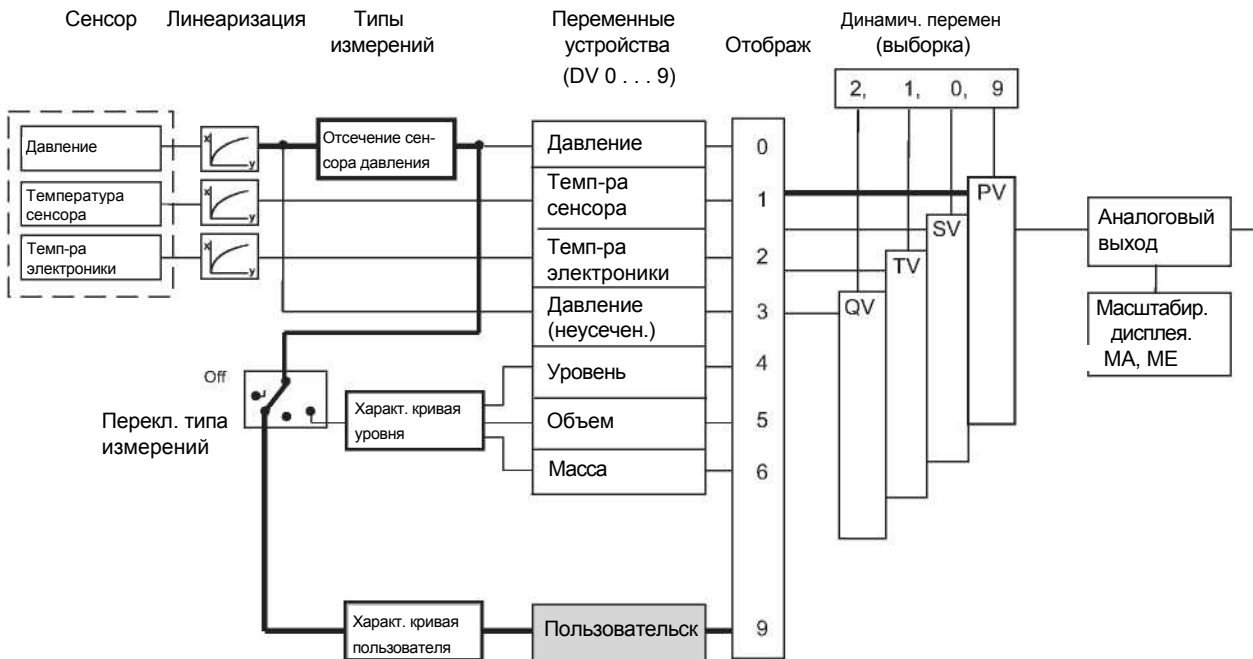 Сенсор
Линеаризация
Типы
измерений
Переменные
устройства
(DV 0 . . . 9)
Отображ
Динамич. перемен
(выборка)
2, 1, 0, 9
Давление
x
y
Отсечение сен-
сора давления
Давление
0
Температура
сенсора
x
y
Темп-ра
сенсора
1
PV
SV
Аналоговый
выход
Темп-ра
электроники
x
y
Темп-ра
электроники
2
TV
Давление
(неусечен.)
3
QV
Масштабир.
дисплея.
MA, ME
Off
Перекл. типа
измерений
Характ. кривая
уровня
Уровень
4
Объем
5
Масса
6
Характ. кривая
пользователя
Пользовательск
9